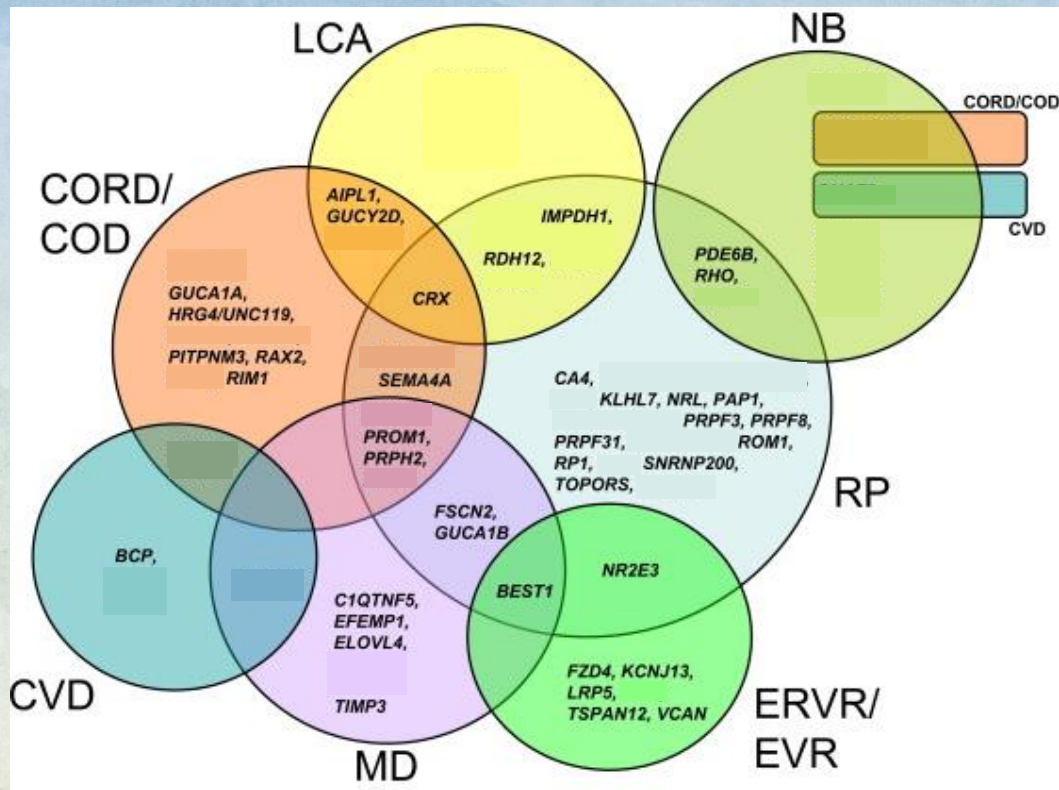 LCA
NB
CORD/COD
CVD
CORD/
COD
AIPL1,
GUCY2D,
IMPDH1,
RDH12,
PDE6B,
RHO,
CRX
GUCA1A,
HRG4/UNC119,
PITPNM3, RAX2,
RIM1
SEMA4A
CA4,
KLHL7, NRL, PAP1,
PRPF3, PRPF8,
PRPF31, ROM1,
RP1, SNRNP200,
TOPORS,
RP
PROM1,
PRPH2,
FSCN2,
GUCA1B
BCP,
NR2E3
BEST1
C1QTNF5,
EFEMP1,
ELOVL4,
TIMP3
FZD4, KCNJ13,
LRP5,
TSPAN12, VCAN
CVD
MD
ERVR/
EVR